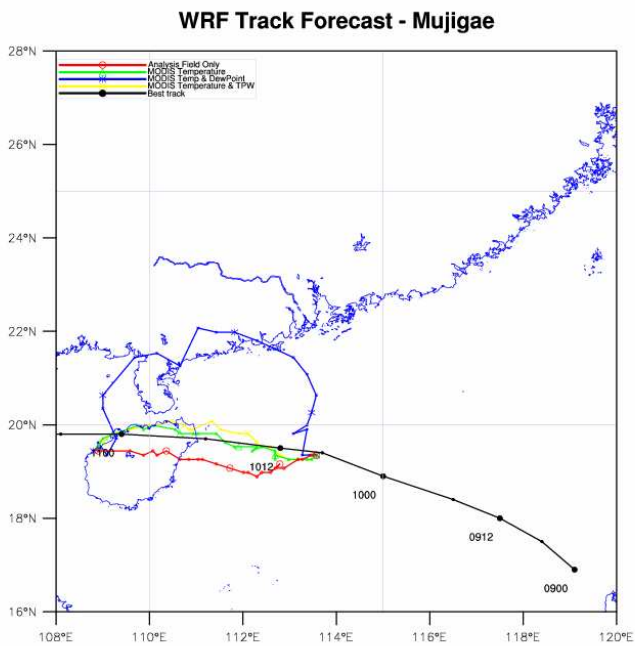 WRF Track Forecast - Mujigae
28°N
Analysis Field Only
MODIS Temperature
MODIS Temp & DewPoint
MODIS Temperature & TPW
Best track
26°N
24°N
22°N
20°N
100
1012
1000
18°N
0912
0900
16°N
108°E 110°E 112°E 114°E 116°E 118°E 120°E